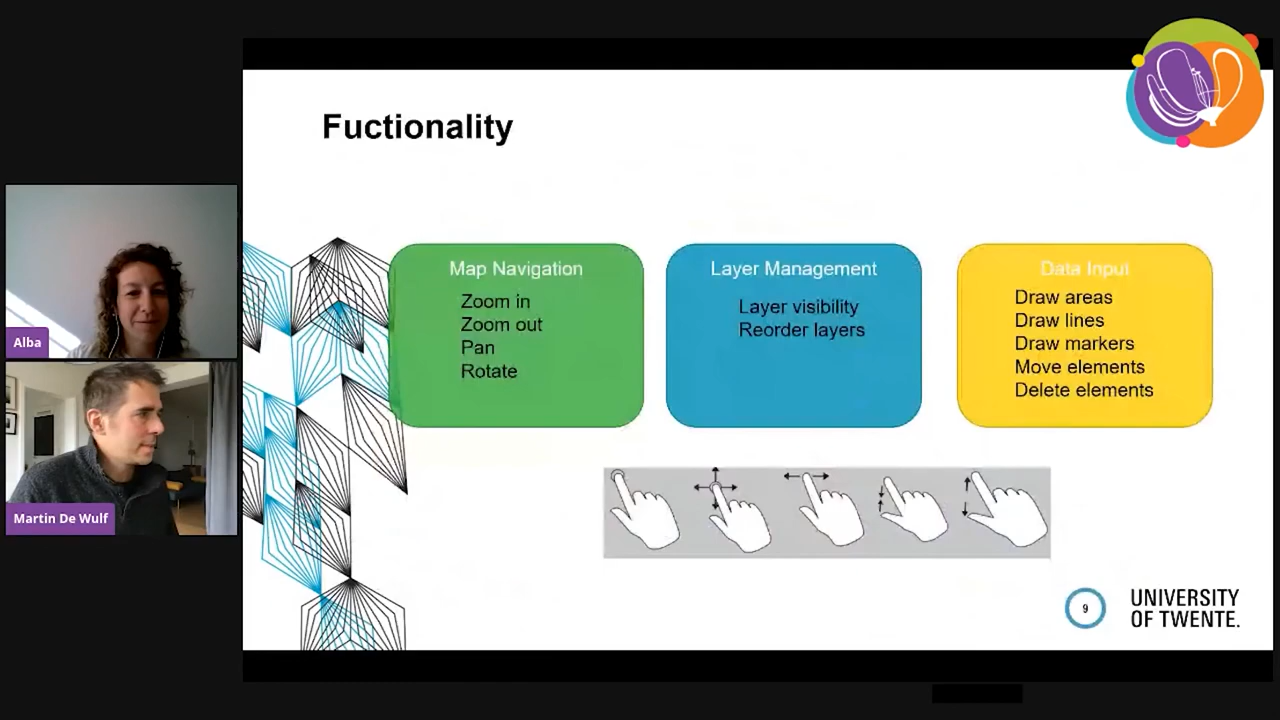 Fuctionality
Map Navigation
Zoom in
Zoom out
Pan
Rotate
Layer Management
Layer visibility
Reorder layers
Data Input
Draw areas
Draw lines
Draw markers
Move elements
Delete elements
Alba
Martin De Wulf
9
UNIVERSITY
OF TWENTE.